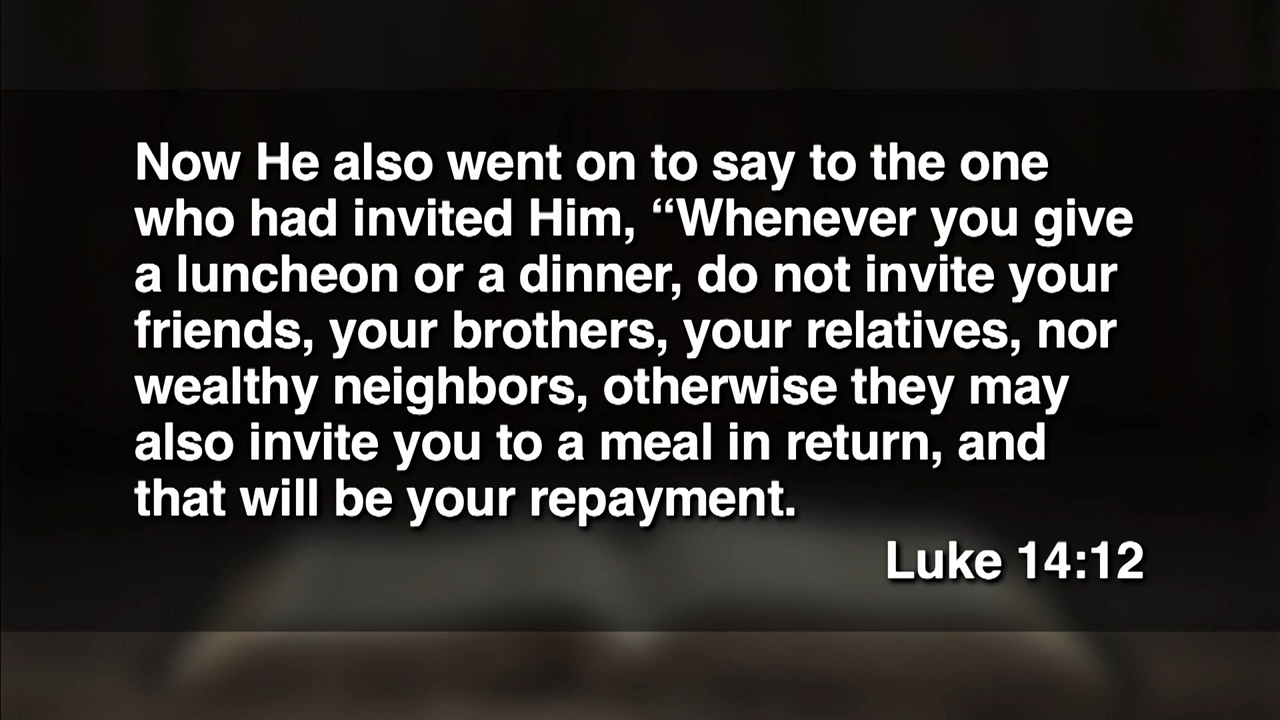 Now He also went on to say to the one
who had invited Him, “Whenever you give
a luncheon or a dinner, do not invite your
friends, your brothers, your relatives, nor
wealthy neighbors, otherwise they may
also invite you to a meal in return, and
that will be your repayment.
Luke 14:12